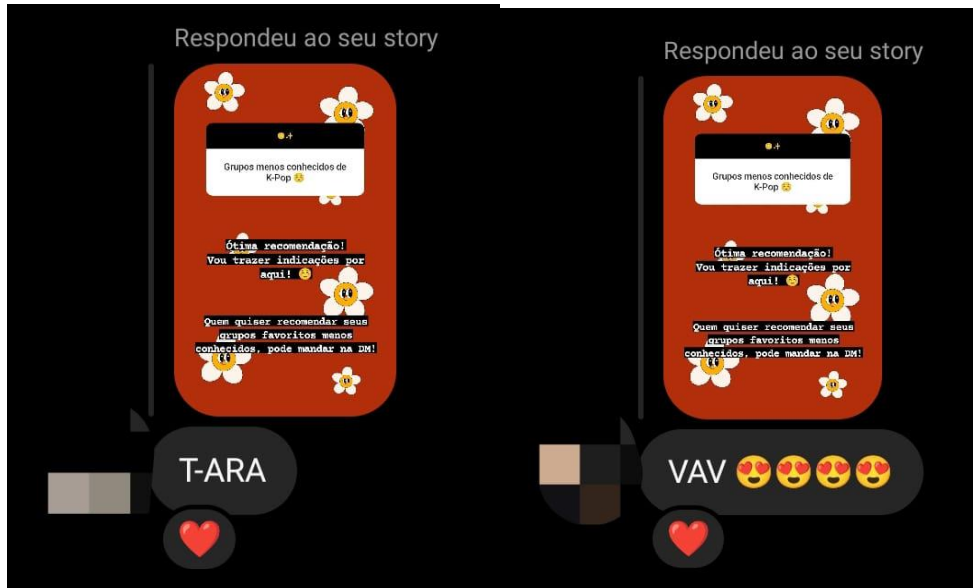 Respondeu ao seu story
Grupos menos conhecidos de
K-Pop ☺️
Ótima recomendação!
Vou trazer indicações por
aqui! ☺️
Quem quiser recomendar seus
grupos favoritos menos
conhecidos, pode mandar na DM!
T-ARA
❤️
Respondeu ao seu story
Grupos menos conhecidos de
K-Pop ☺️
Ótima recomendação!
Vou trazer indicações por
aqui! ☺️
Quem quiser recomendar seus
grupos favoritos menos
conhecidos, pode mandar na DM!
VAV 😍😍😍😍
❤️